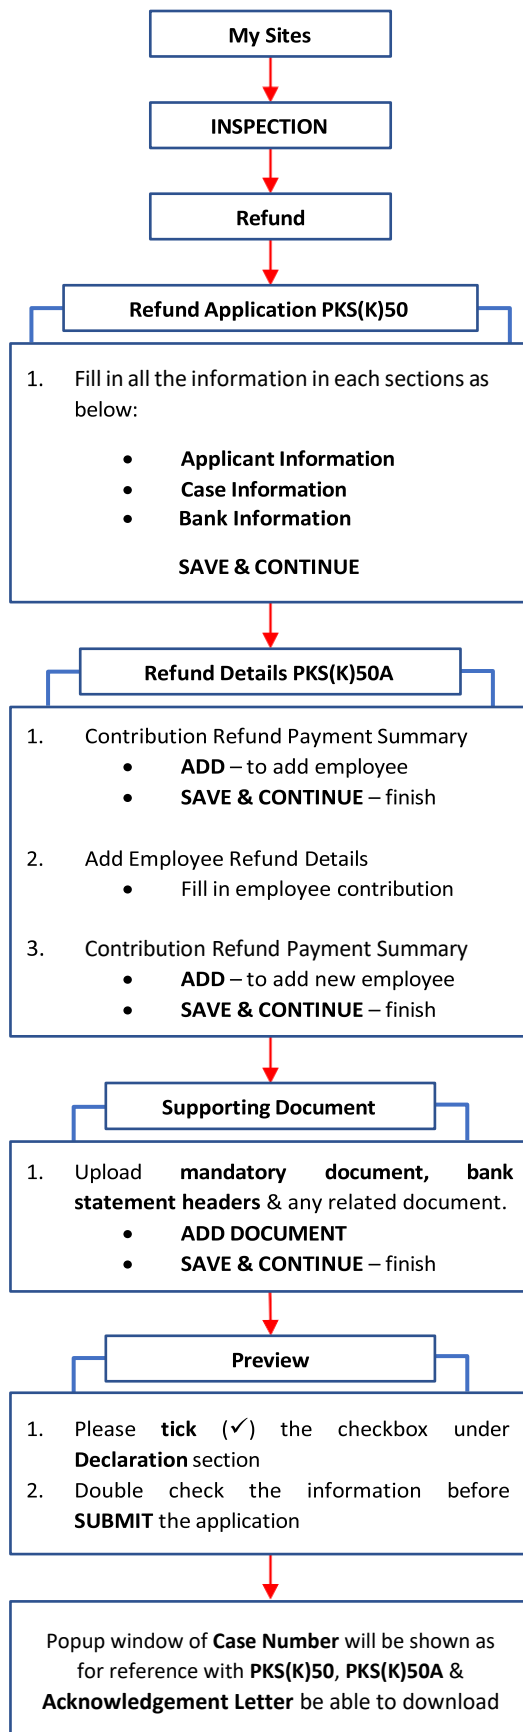 My Sites
INSPECTION
Refund
Refund Application PKS(K)50
1. Fill in all the information in each sections as
below:
• Applicant Information
• Case Information
• Bank Information
SAVE & CONTINUE
Refund Details PKS(K)50A
1. Contribution Refund Payment Summary
• ADD – to add employee
• SAVE & CONTINUE – finish
2. Add Employee Refund Details
• Fill in employee contribution
3. Contribution Refund Payment Summary
• ADD – to add new employee
• SAVE & CONTINUE – finish
Supporting Document
1. Upload mandatory document, bank
statement headers & any related document.
• ADD DOCUMENT
• SAVE & CONTINUE – finish
Preview
1. Please tick (✓) the checkbox under
Declaration section
2. Double check the information before
SUBMIT the application
Popup window of Case Number will be shown as
for reference with PKS(K)50, PKS(K)50A &
Acknowledgement Letter be able to download